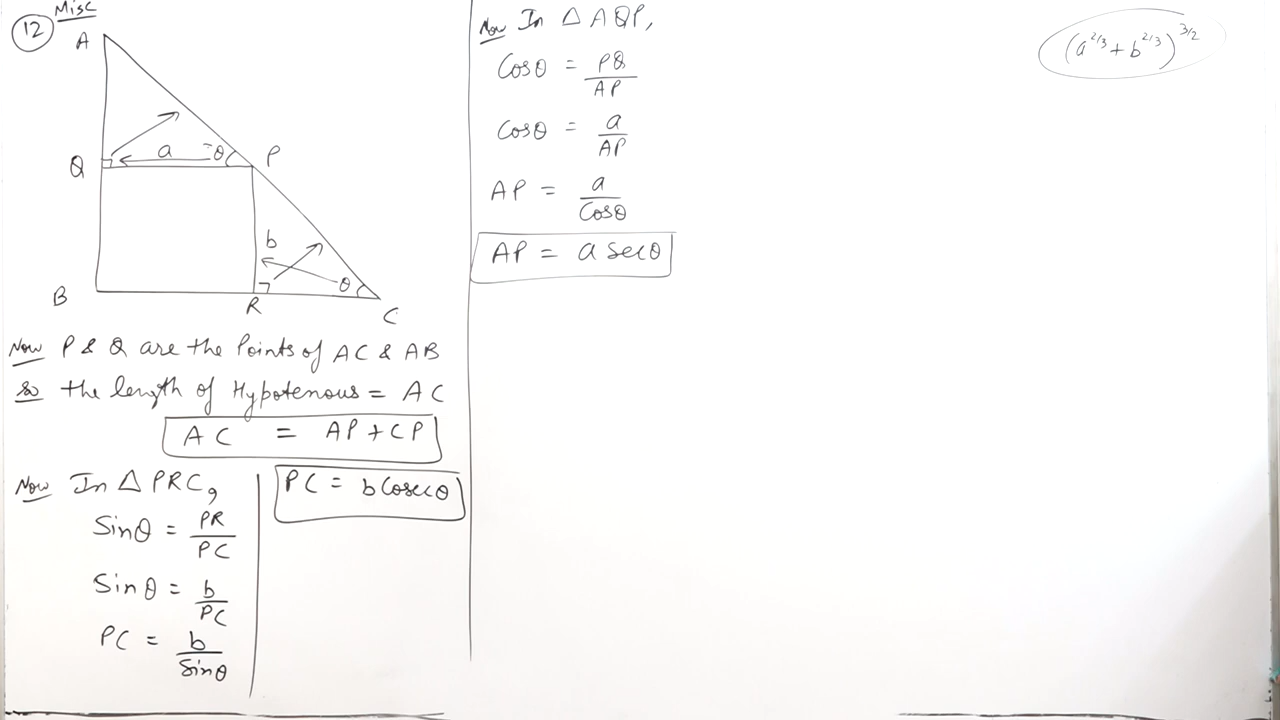 Misc
12
A
Q
a
θ
P
b
θ
B
R
C
Now P & Q are the Points of AC & AB
so the length of Hypotenous = AC
AC = AP + CP
Now In △ PRC,
Sinθ = PR/PC
Sinθ = b/PC
PC = b/Sinθ
PC = b Cosecθ
Now In △ AQP,
Cosθ = PQ/AP
Cosθ = a/AP
AP = a/Cosθ
AP = a Secθ
(a^2/3 + b^2/3)^3/2